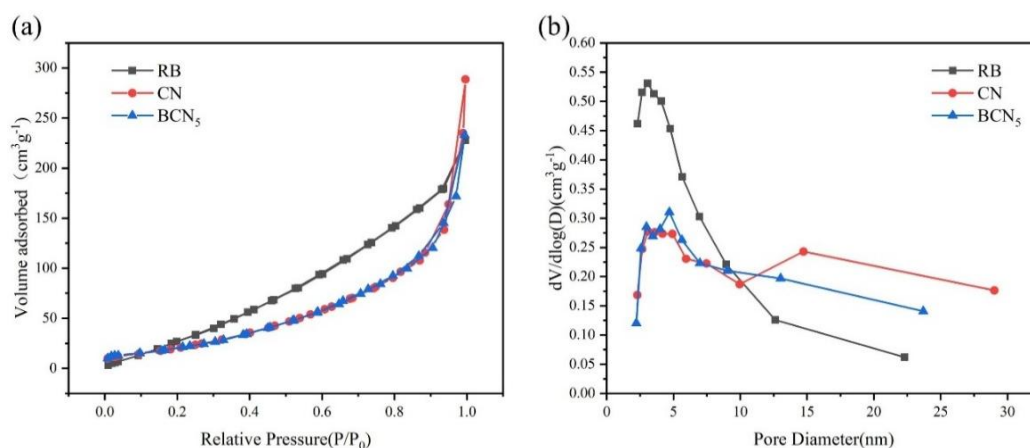 (a)
RB
CN
BCN₅
300
250
200
150
100
50
0
Volume adsorbed（cm³g⁻¹)
0.0 0.2 0.4 0.6 0.8 1.0
Relative Pressure(P/P₀)
(b)
RB
CN
BCN₅
0.60
0.55
0.50
0.45
0.40
0.35
0.30
0.25
0.20
0.15
0.10
0.05
0.00
dV/dlog(D)(cm³g⁻¹)
0 5 10 15 20 25 30
Pore Diameter(nm)